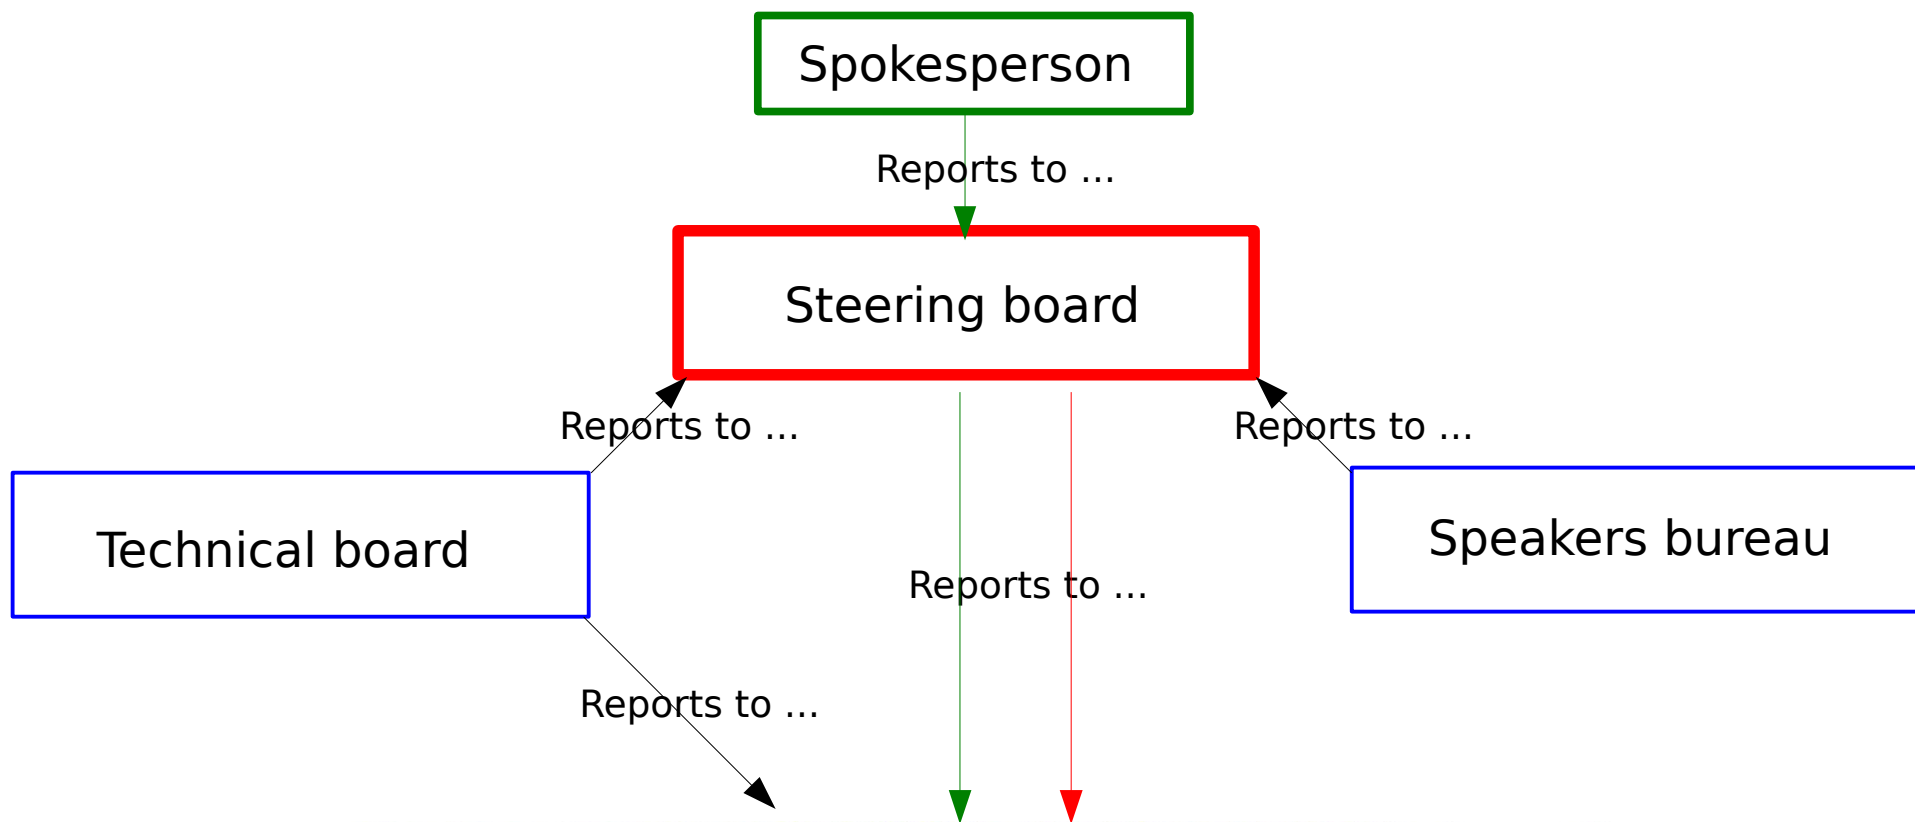 Spokesperson
Reports to ...
Steering board
Reports to ...
Reports to ...
Technical board
Speakers bureau
Reports to ...
Reports to ...